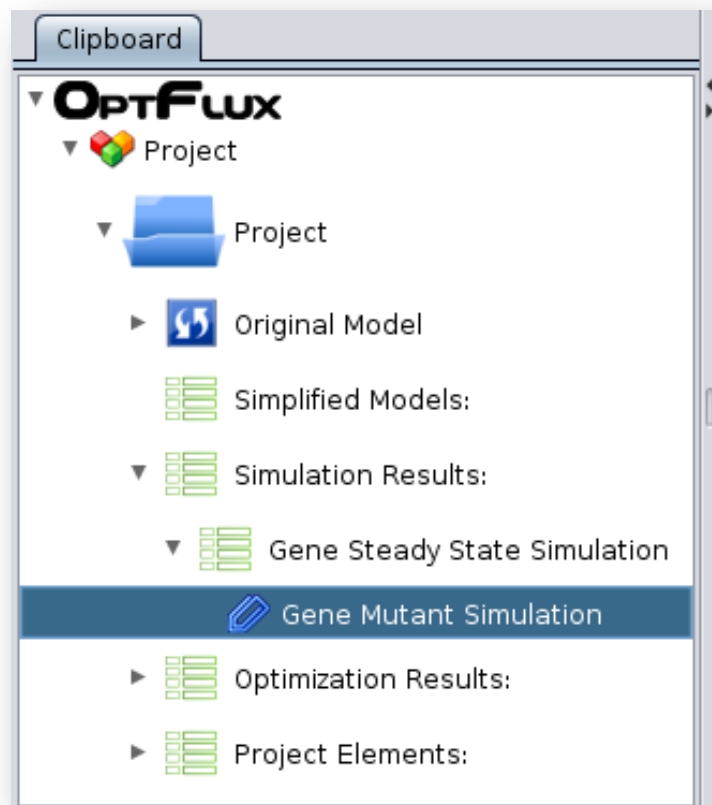 Clipboard
OPTFLUX
Project
Project
Original Model
Simplified Models:
Simulation Results:
Gene Steady State Simulation
Gene Mutant Simulation
Optimization Results:
Project Elements: